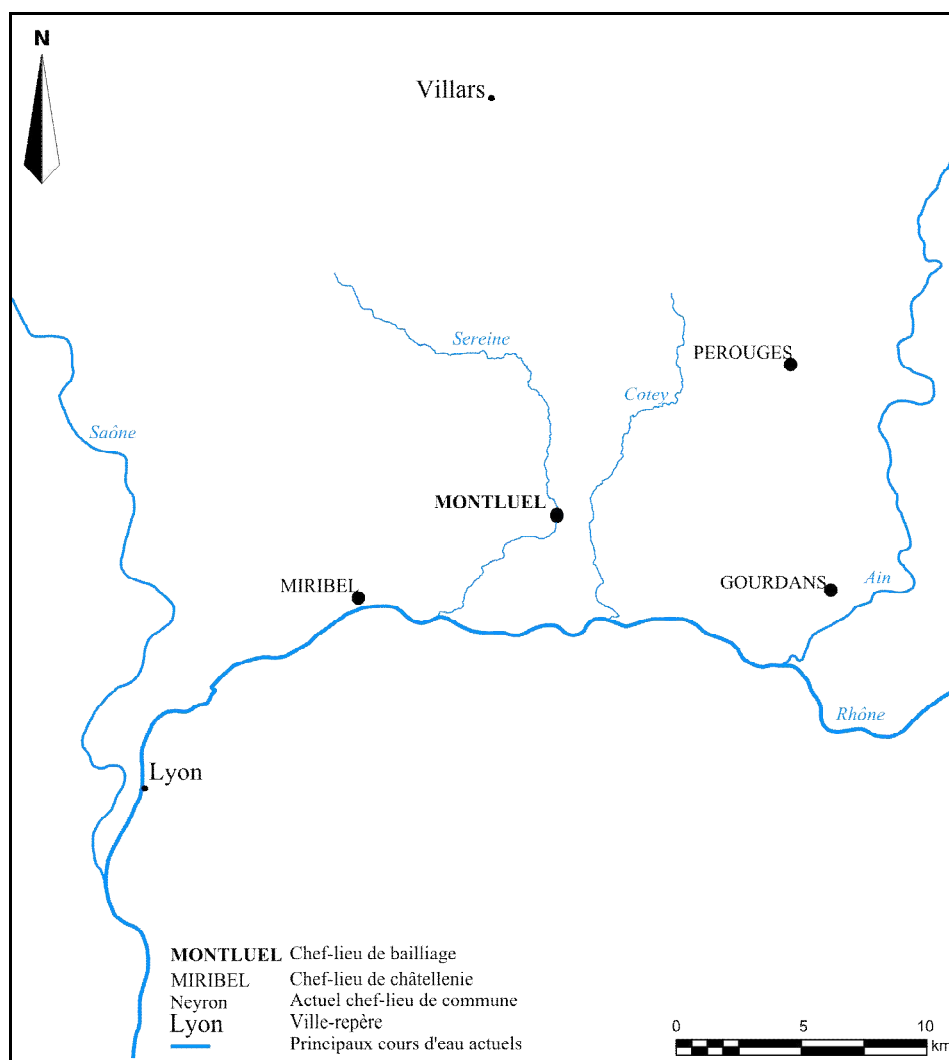 N
Villars
Sereine
PEROUGES
Cotey
Saône
MONTLUEL
Ain
GOURDANS
MIRIBEL
Rhône
Lyon
MONTLUEL Chef-lieu de bailliage
MIRIBEL Chef-lieu de châtellenie
Neyron Actuel chef-lieu de commune
Lyon Ville-repère
Principaux cours d'eau actuels
0 5 10
km